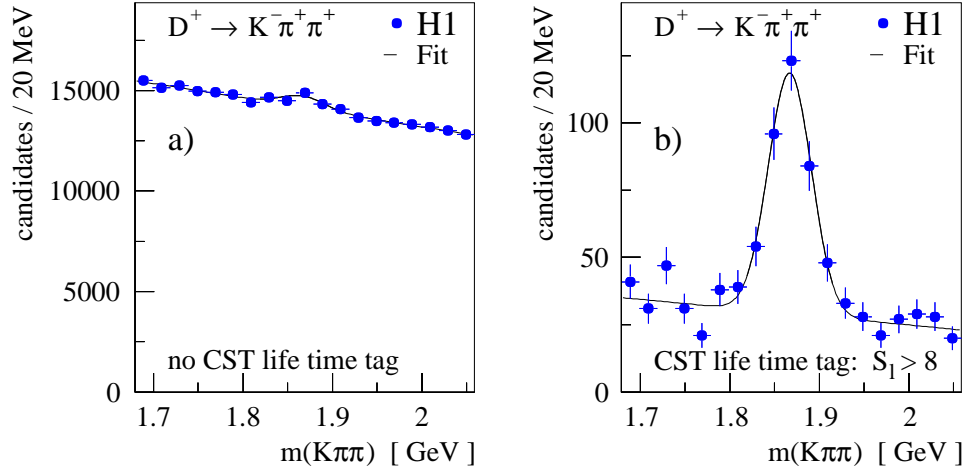 D⁺ → K⁻π⁺π⁺
H1
Fit
candidates / 20 MeV
15000
10000
5000
0
a)
no CST life time tag
1.7 1.8 1.9 2
m(Kππ) [ GeV ]
D⁺ → K⁻π⁺π⁺
H1
Fit
candidates / 20 MeV
100
50
0
b)
CST life time tag: S_l > 8
1.7 1.8 1.9 2
m(Kππ) [ GeV ]